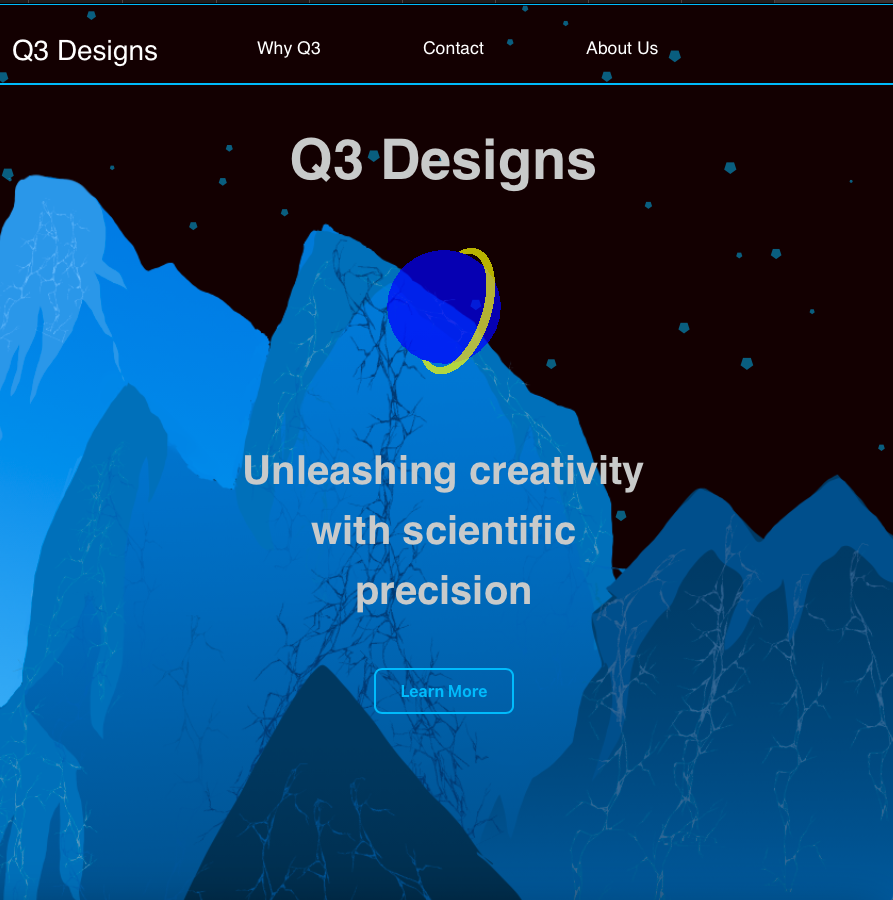 Q3 Designs
Why Q3
Contact
About Us
Q3 Designs
Unleashing creativity
with scientific
precision
Learn More